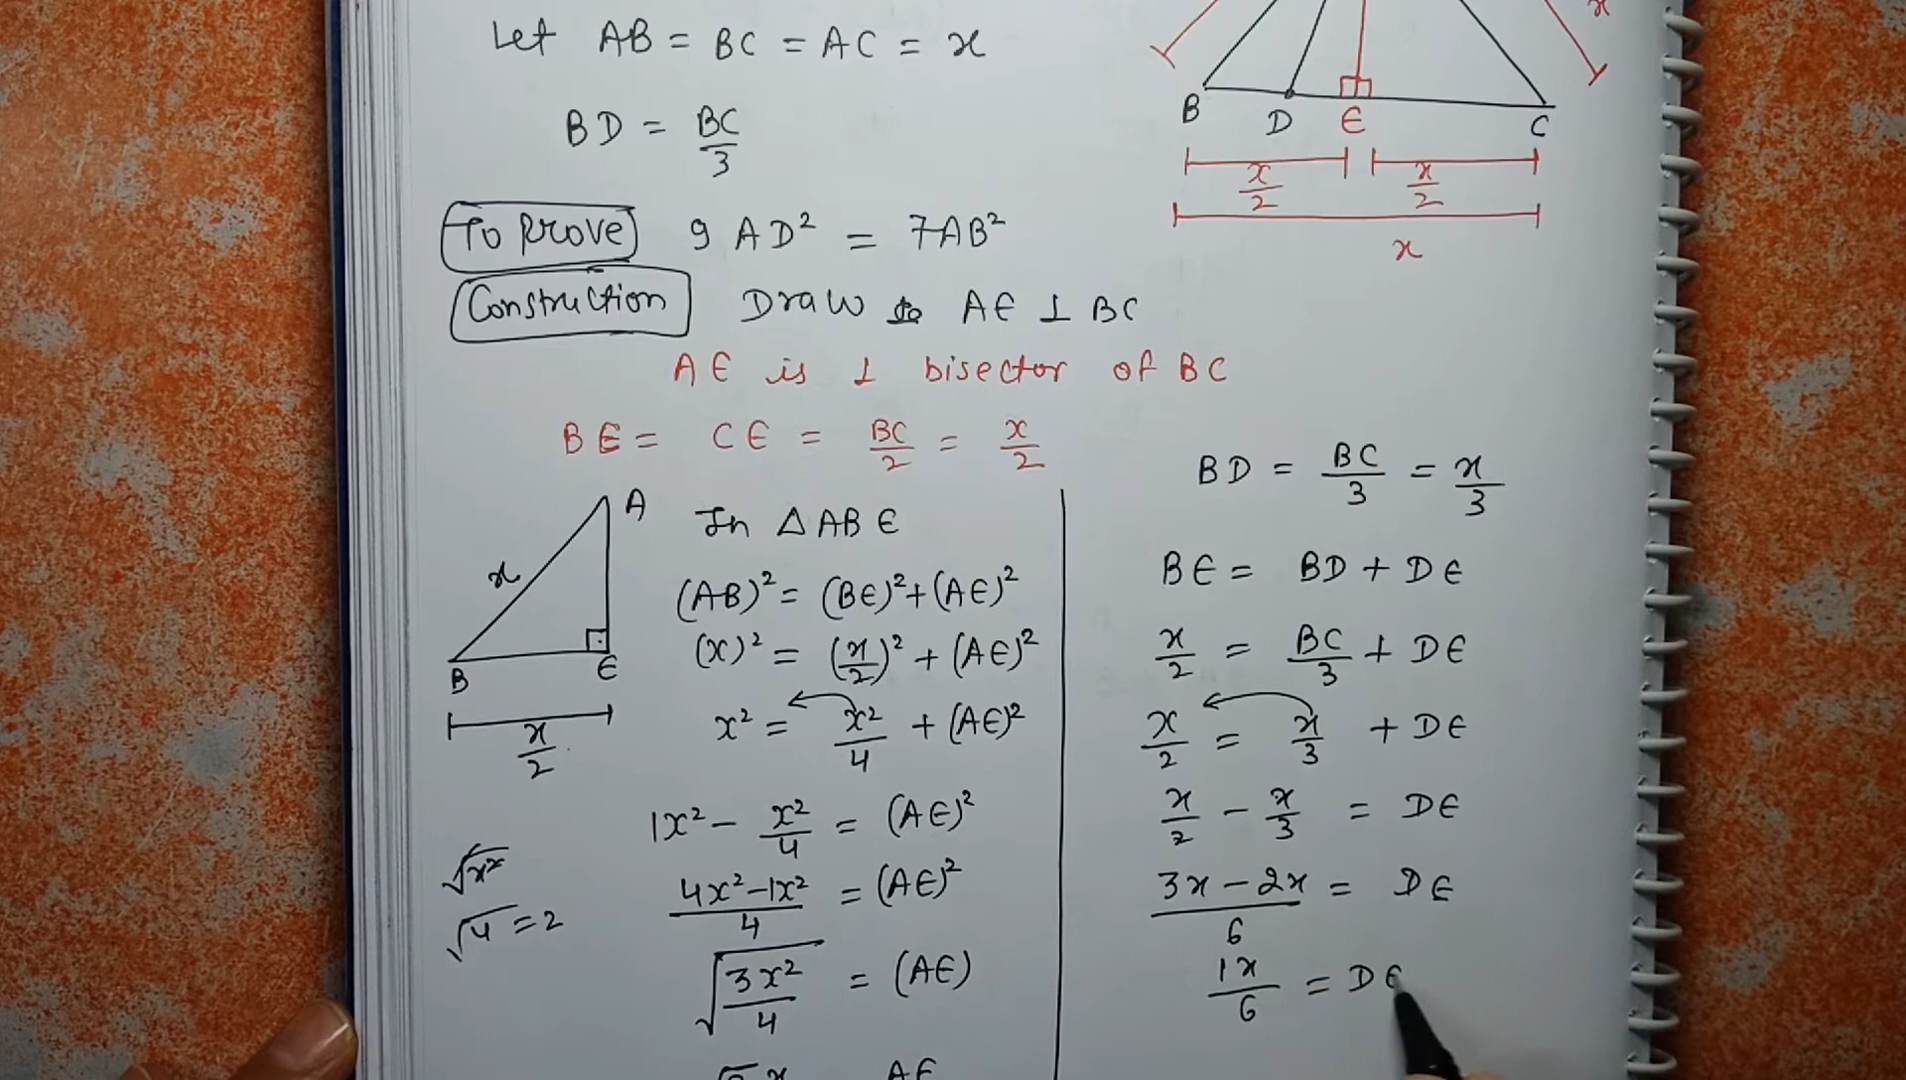 Let AB = BC = AC = x
BD = BC/3
To Prove 9 AD² = 7AB²
Construction Draw AE ⊥ BC
AE is ⊥ bisector of BC
BE = CE = BC/2 = x/2
x
B D E C
x/2 x/2
x
A
x
B E
x/2
In △ ABE
(AB)² = (BE)² + (AE)²
(x)² = (x/2)² + (AE)²
x² = x²/4 + (AE)²
1x² - x²/4 = (AE)²
(4x² - 1x²)/4 = (AE)²
√(3x²/4) = (AE)
x AE
√x²
√4 = 2
BD = BC/3 = x/3
BE = BD + DE
x/2 = BC/3 + DE
x/2 = x/3 + DE
x/2 - x/3 = DE
(3x - 2x)/6 = DE
1x/6 = DE